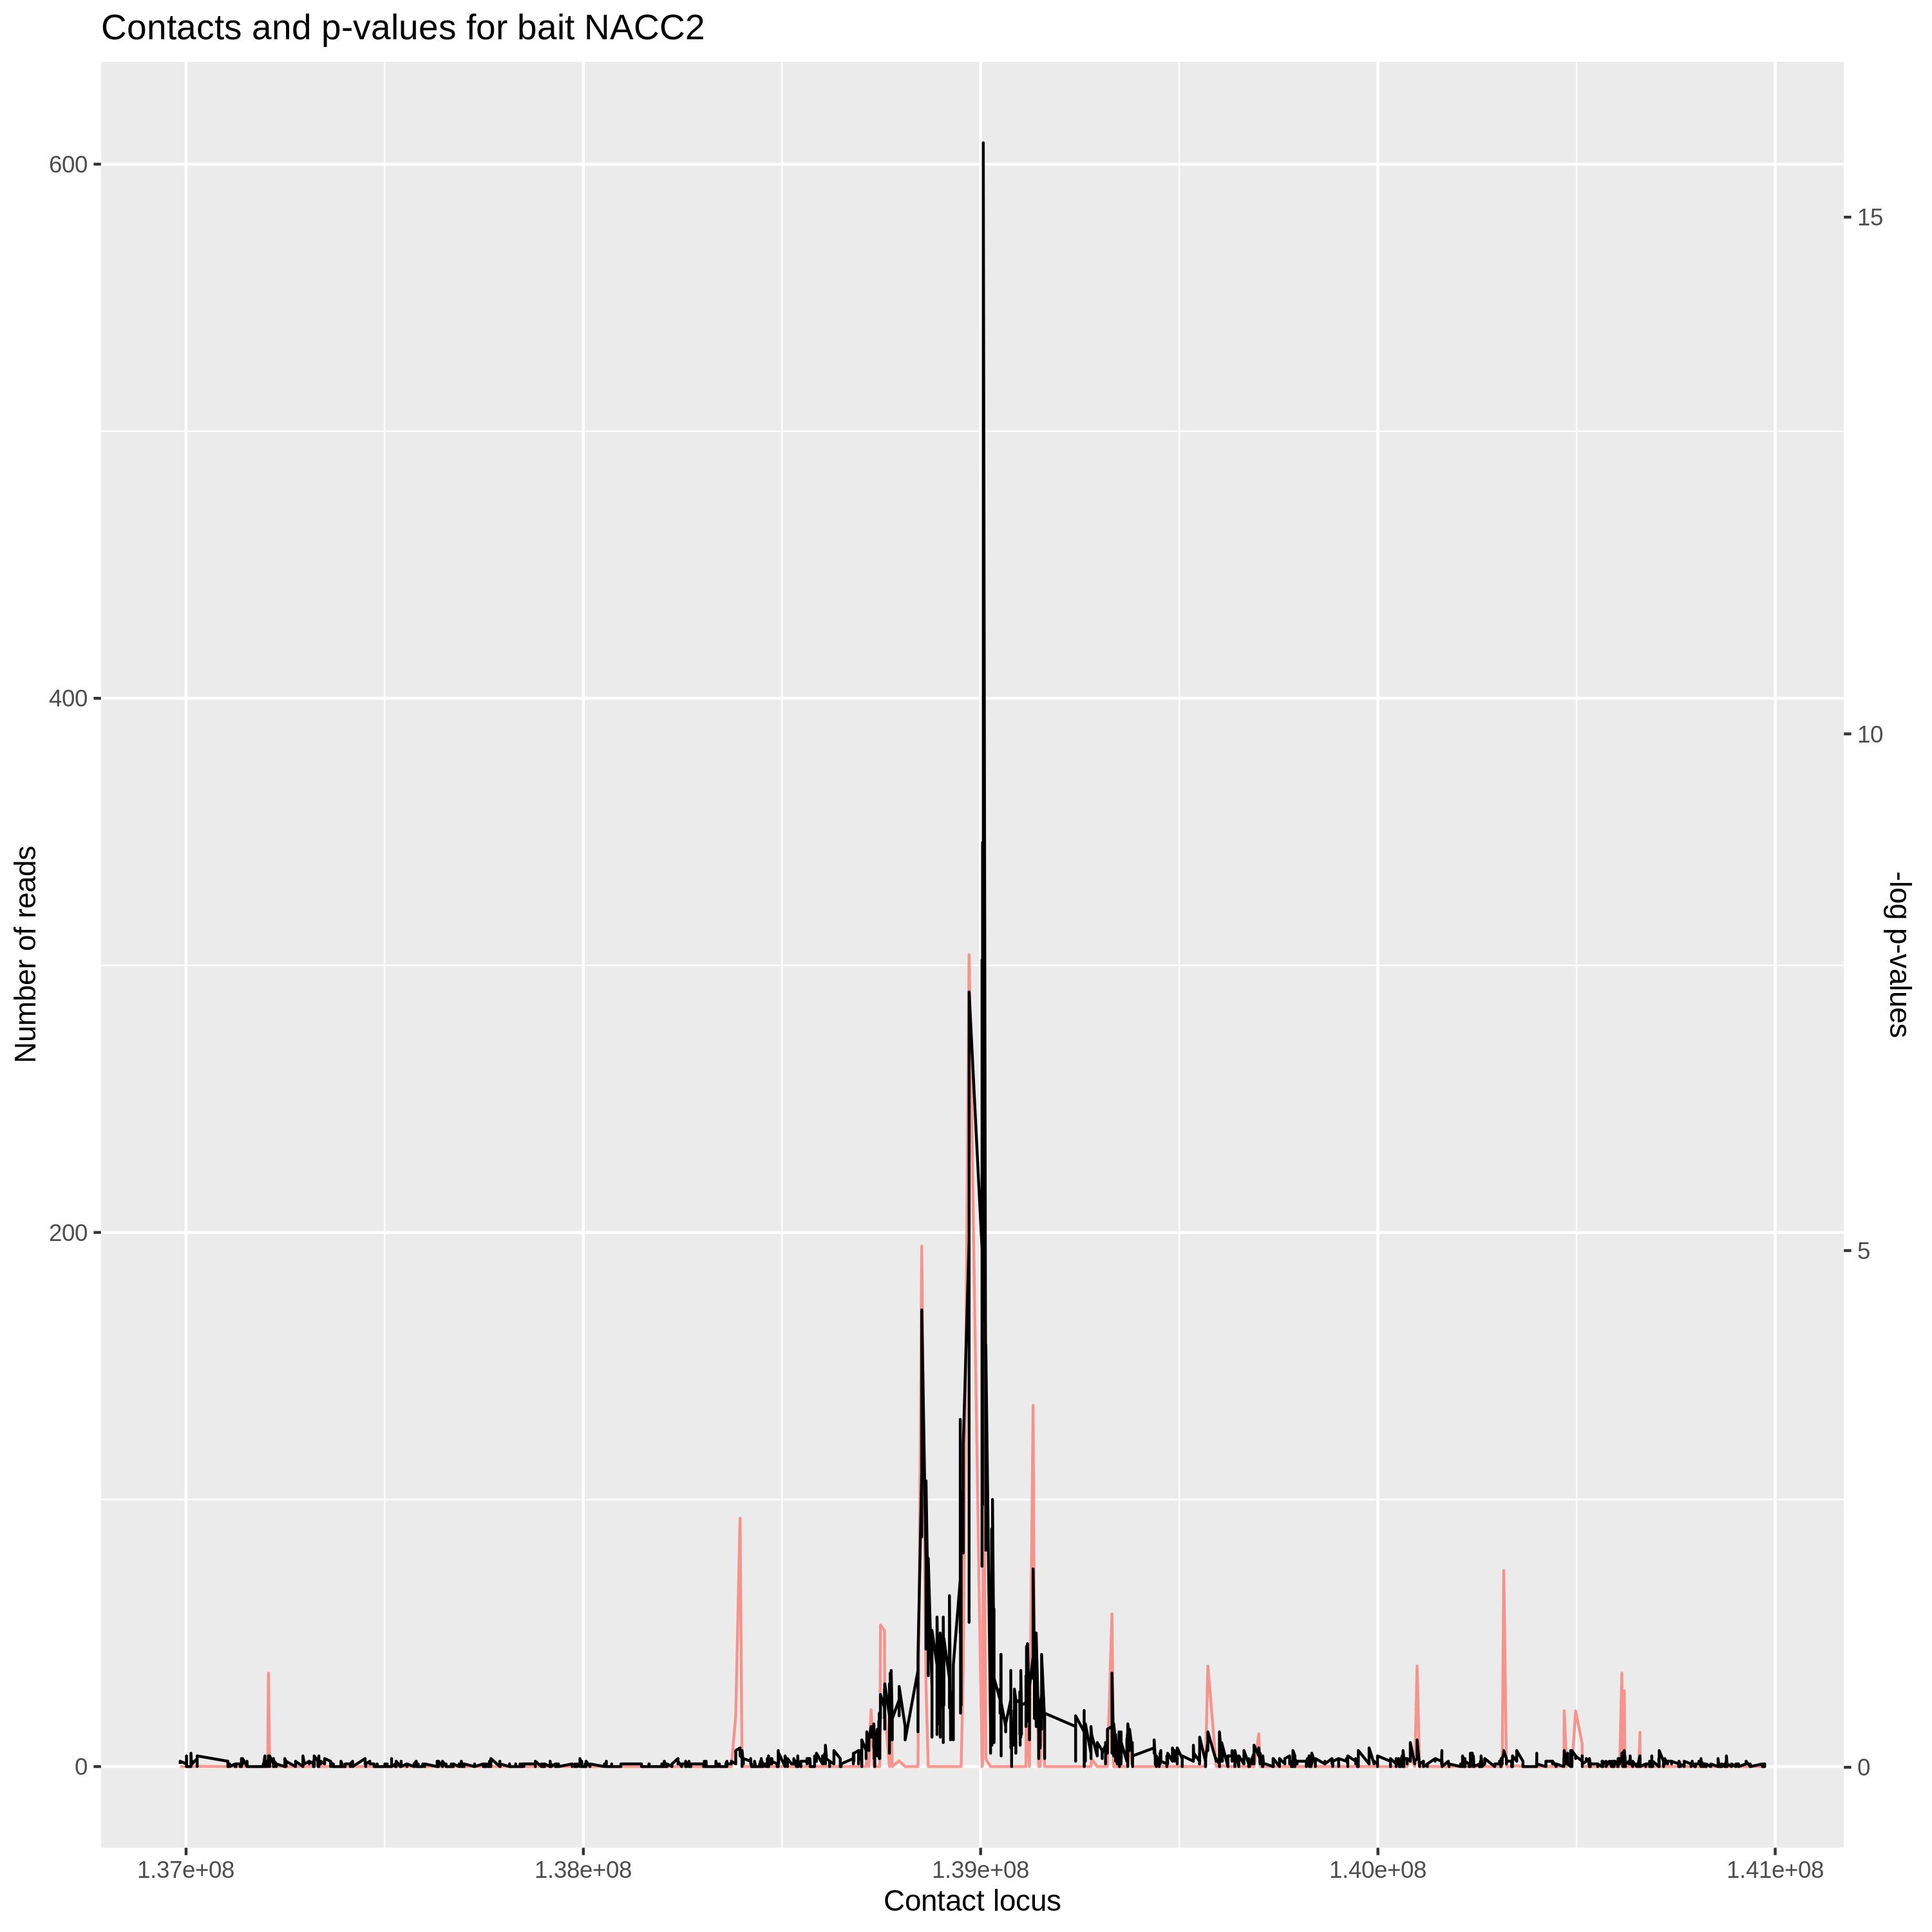 Contacts and p-values for bait NACC2
600
400
200
0
Number of reads
15
10
5
0
-log p-values
1.37e+08
1.38e+08
1.39e+08
1.40e+08
1.41e+08
Contact locus